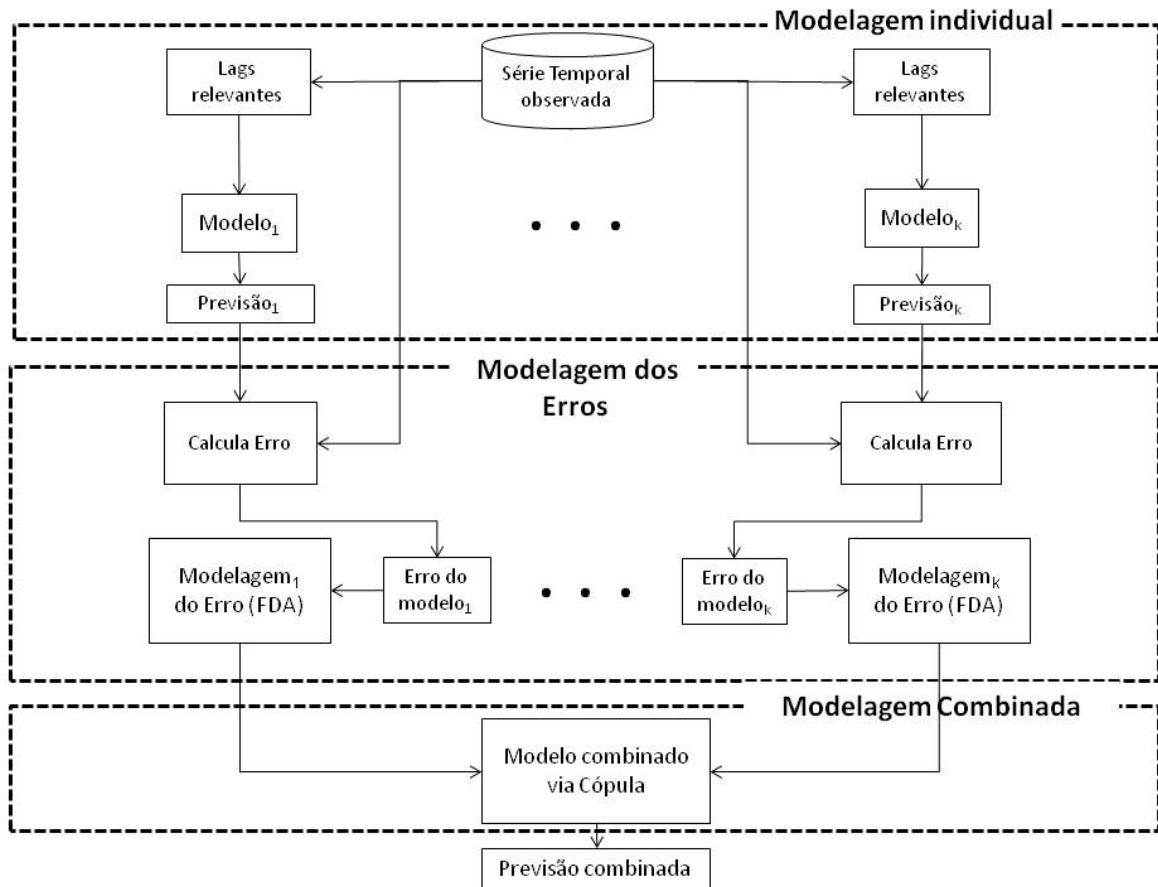 Modelagem individual
Lags
relevantes
Série Temporal
observada
Lags
relevantes
Modelo₁
Modeloₖ
Previsão₁
Previsãoₖ
Modelagem dos
Erros
Calcula Erro
Calcula Erro
Modelagem₁
do Erro (FDA)
Erro do
modelo₁
Erro do
modeloₖ
Modelagemₖ
do Erro (FDA)
Modelagem Combinada
Modelo combinado
via Cópula
Previsão combinada